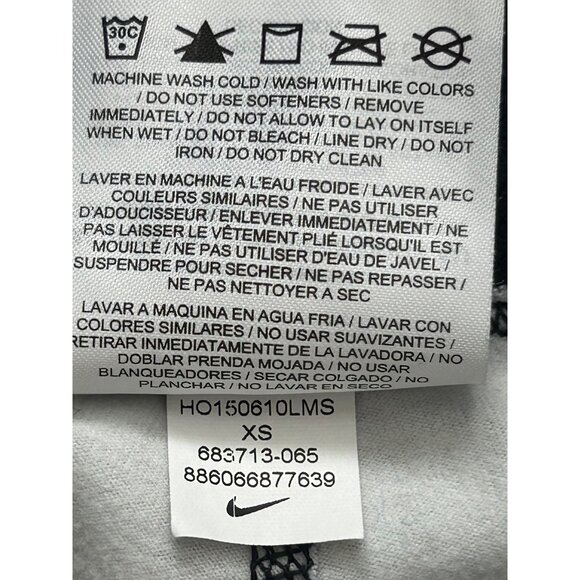 30C
MACHINE WASH COLD / WASH WITH LIKE COLORS
/ DO NOT USE SOFTENERS / REMOVE
IMMEDIATELY / DO NOT ALLOW TO LAY ON ITSELF
WHEN WET / DO NOT BLEACH / LINE DRY / DO NOT
IRON / DO NOT DRY CLEAN
LAVER EN MACHINE A L'EAU FROIDE / LAVER AVEC
COULEURS SIMILAIRES / NE PAS UTILISER
D'ADOUCISSEUR / ENLEVER IMMEDIATEMENT / NE
PAS LAISSER LE VÊTEMENT PLIÉ LORSQU'IL EST
MOUILLÉ / NE PAS UTILISER D'EAU DE JAVEL /
SUSPENDRE POUR SECHER / NE PAS REPASSER /
NE PAS NETTOYER A SEC
LAVAR A MAQUINA EN AGUA FRIA / LAVAR CON
COLORES SIMILARES / NO USAR SUAVIZANTES /
RETIRAR INMEDIATAMENTE DE LA LAVADORA / NO
DOBLAR PRENDA MOJADA / NO USAR
BLANQUEADORES / SECAR COLGADO / NO
PLANCHAR / NO LAVAR EN SECO
HO150610LMS
XS
683713-065
886066877639